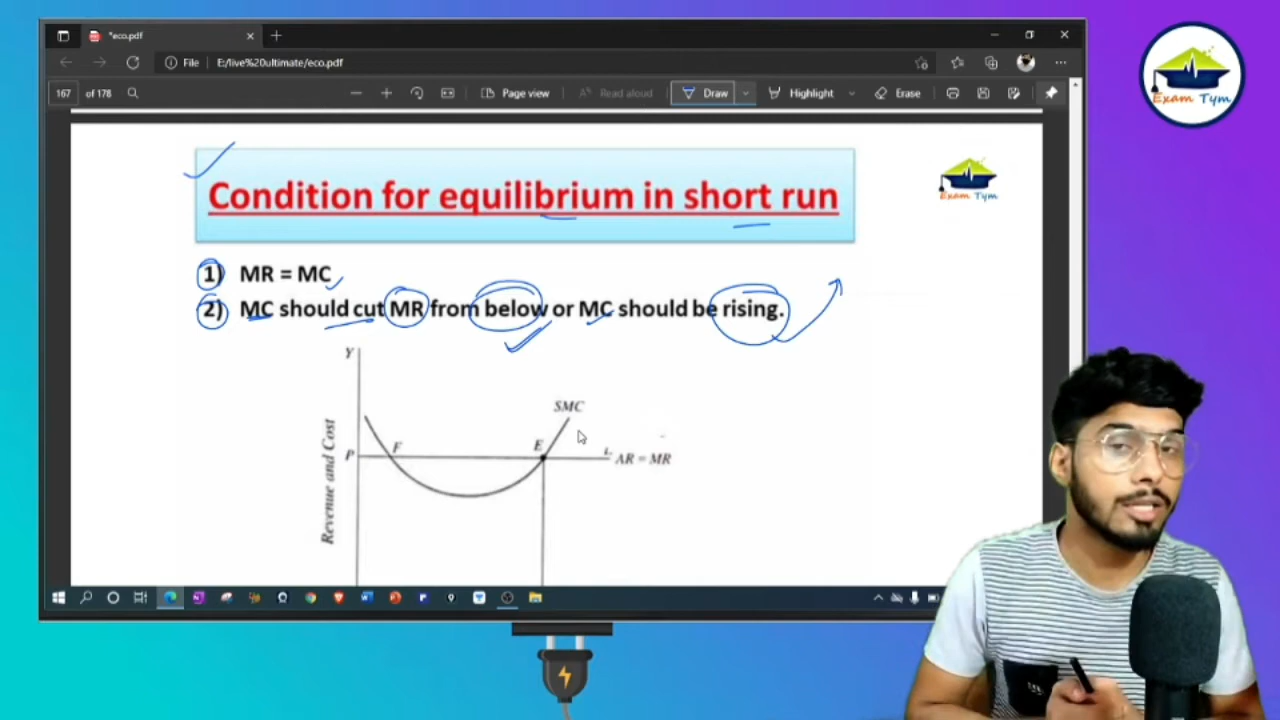 *eco.pdf
File
E:/live%20ultimate/eco.pdf
167
of 178
Page view
Read aloud
Draw
Highlight
Erase
Exam Tym
Condition for equilibrium in short run
Exam Tym
1) MR = MC
2) MC should cut MR from below or MC should be rising.
Y
Revenue and Cost
SMC
P
F
E
L
AR = MR